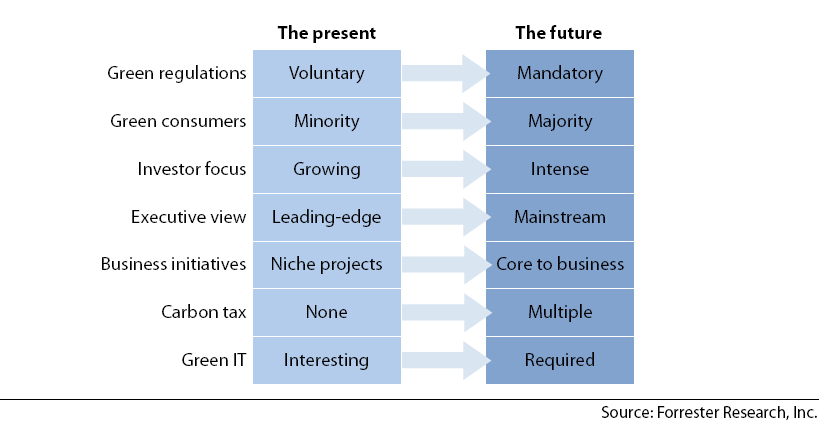 The present The future
Green regulations Voluntary Mandatory
Green consumers Minority Majority
Investor focus Growing Intense
Executive view Leading-edge Mainstream
Business initiatives Niche projects Core to business
Carbon tax None Multiple
Green IT Interesting Required
Source: Forrester Research, Inc.